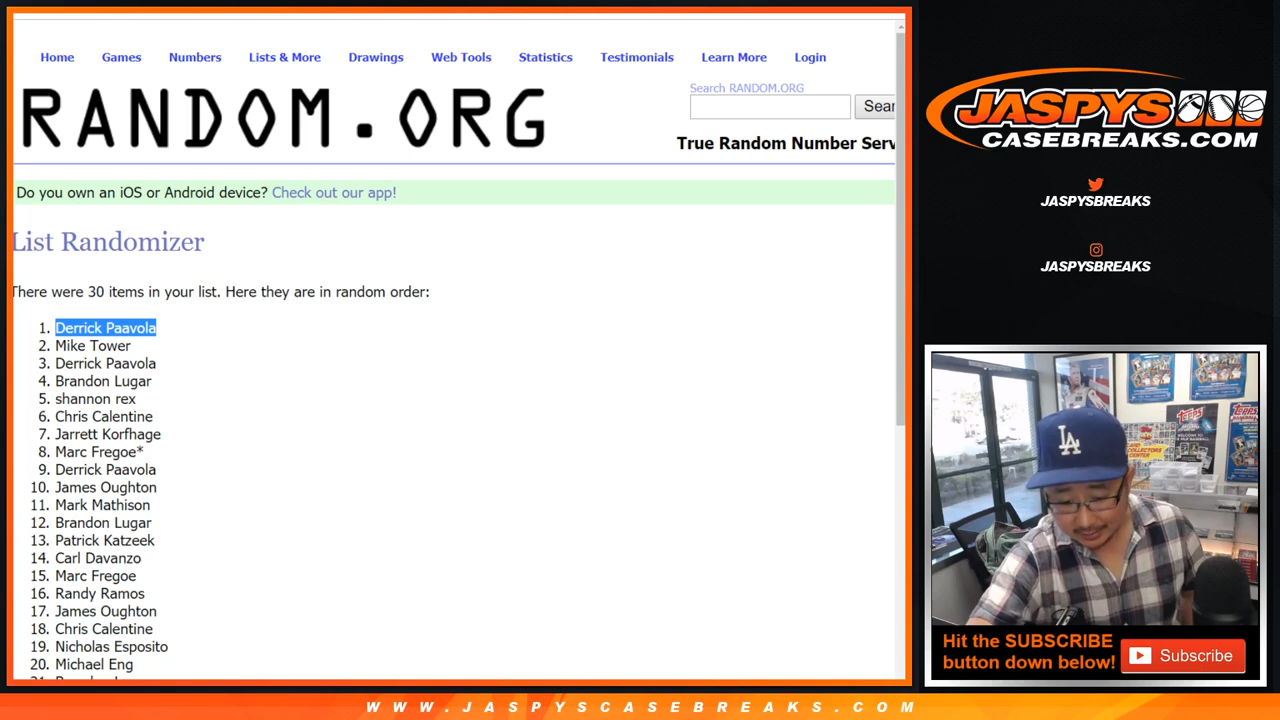 Home Games Numbers Lists & More Drawings Web Tools Statistics Testimonials Learn More Login
Search RANDOM.ORG
RANDOM.ORG
Sear
True Random Number Serv
Do you own an iOS or Android device? Check out our app!
List Randomizer
There were 30 items in your list. Here they are in random order:
1. Derrick Paavola
2. Mike Tower
3. Derrick Paavola
4. Brandon Lugar
5. shannon rex
6. Chris Calentine
7. Jarrett Korfhage
8. Marc Fregoe*
9. Derrick Paavola
10. James Oughton
11. Mark Mathison
12. Brandon Lugar
13. Patrick Katzeek
14. Carl Davanzo
15. Marc Fregoe
16. Randy Ramos
17. James Oughton
18. Chris Calentine
19. Nicholas Esposito
20. Michael Eng
JASPYS
CASEBREAKS.COM
JASPYSBREAKS
JASPYSBREAKS
LA
TOPPS
Hit the SUBSCRIBE
button down below!
Subscribe
WWW.JASPYSCASEBREAKS.COM